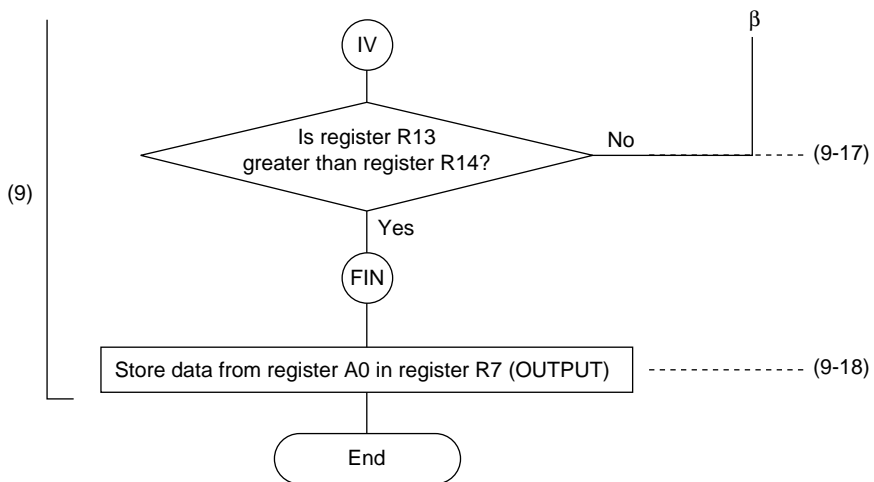 β
IV
Is register R13
greater than register R14?
No
(9-17)
(9)
Yes
FIN
Store data from register A0 in register R7 (OUTPUT)
(9-18)
End